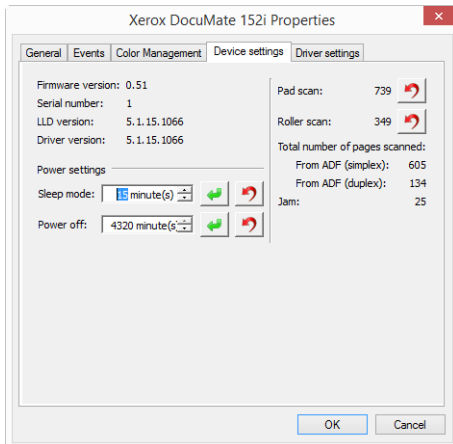 Xerox DocuMate 152i Properties
General Events Color Management Device settings Driver settings
Firmware version: 0.51
Serial number: 1
LLD version: 5.1.15.1066
Driver version: 5.1.15.1066
Power settings
Sleep mode: 15 minute(s)
Power off: 4320 minute(s)
Pad scan: 739
Roller scan: 349
Total number of pages scanned:
From ADF (simplex): 605
From ADF (duplex): 134
Jam: 25
OK Cancel